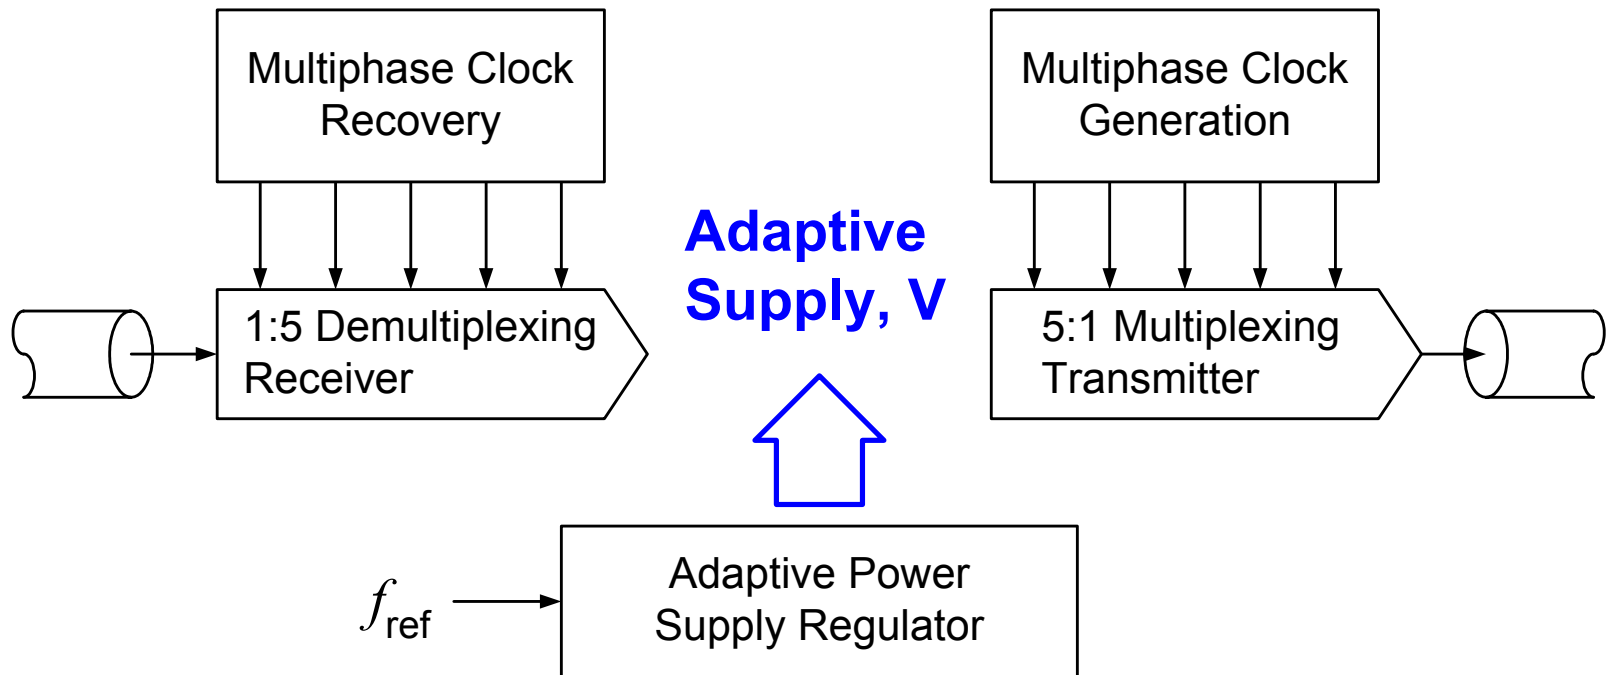 Multiphase Clock
Recovery
Multiphase Clock
Generation
Adaptive
Supply, V
1:5 Demultiplexing
Receiver
5:1 Multiplexing
Transmitter
f_ref
Adaptive Power
Supply Regulator